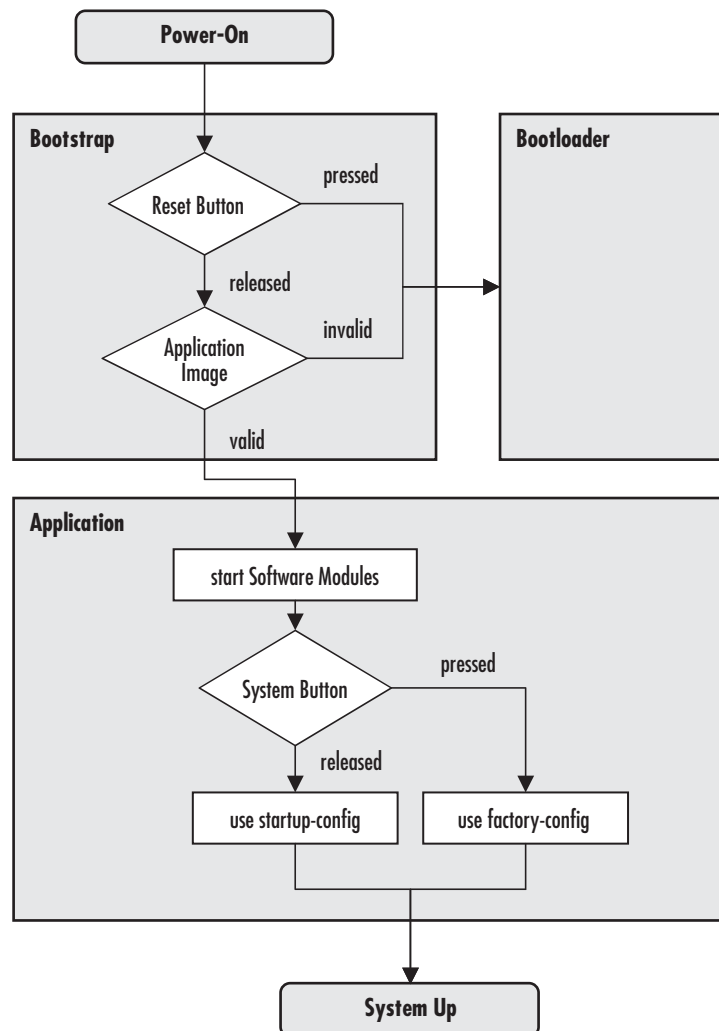 Power-On
Bootstrap
Bootloader
pressed
Reset Button
released
invalid
Application
Image
valid
Application
start Software Modules
pressed
System Button
released
use startup-config
use factory-config
System Up